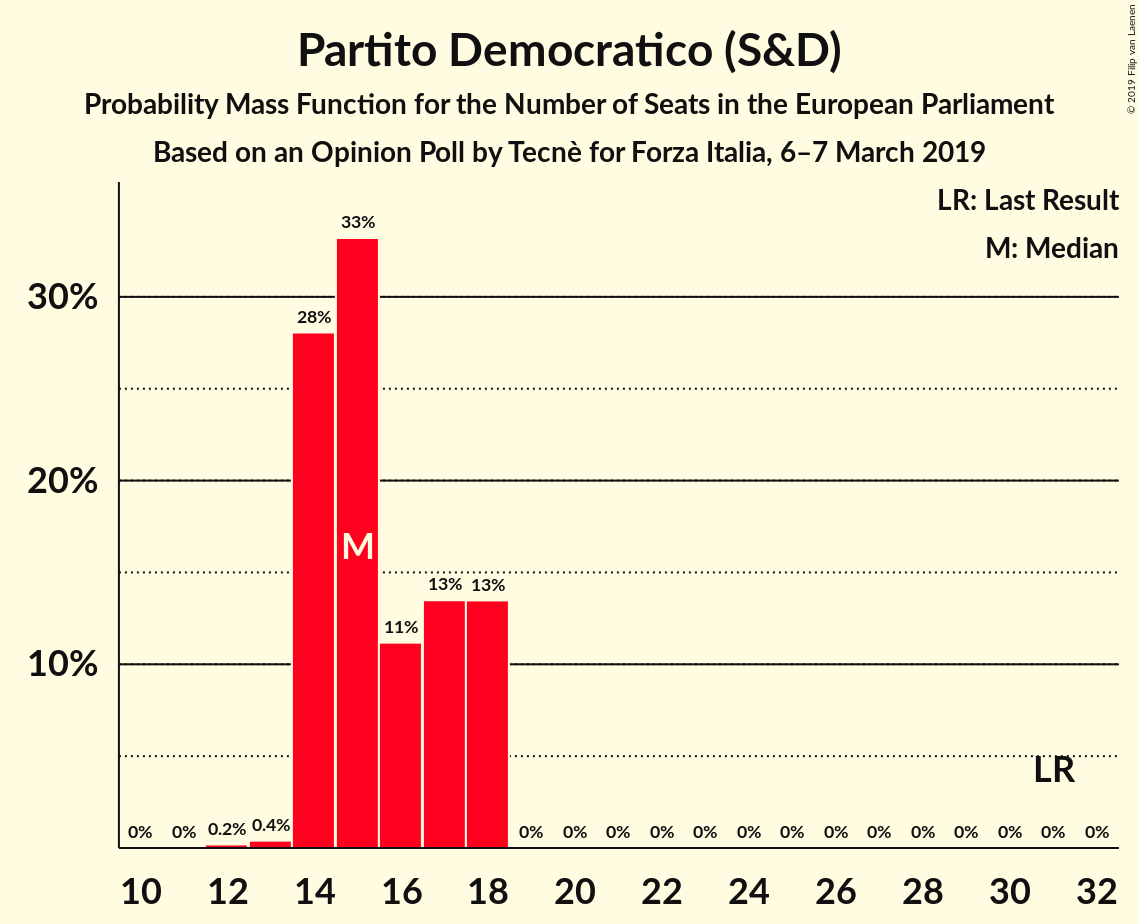 Partito Democratico (S&D)
Probability Mass Function for the Number of Seats in the European Parliament
Based on an Opinion Poll by Tecnè for Forza Italia, 6–7 March 2019
© 2019 Filip van Laenen
LR: Last Result
M: Median
30%
20%
10%
0% 0% 0.2% 0.4% 28% 33% 11% 13% 13% 0% 0% 0% 0% 0% 0% 0% 0% 0% 0% 0% 0% 0% 0%
M
LR
10 12 14 16 18 20 22 24 26 28 30 32